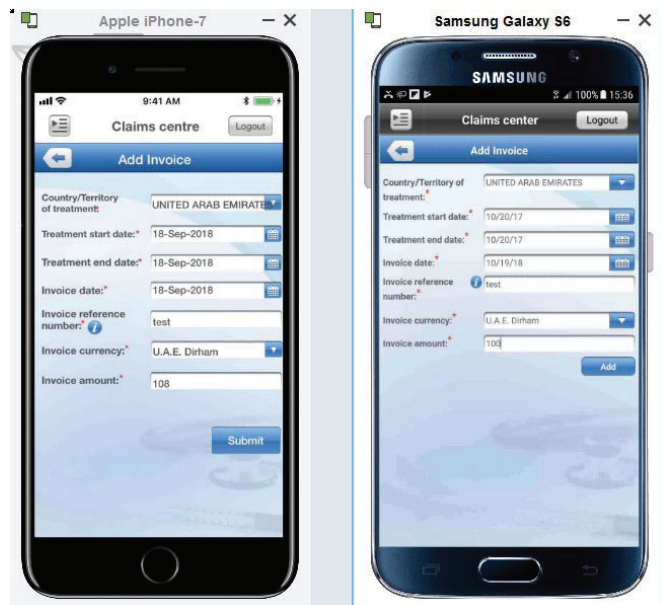 Apple iPhone-7
9:41 AM
Claims centre
Logout
Add Invoice
Country/Territory
of treatment:*
UNITED ARAB EMIRATES
Treatment start date:*
18-Sep-2018
Treatment end date:*
18-Sep-2018
Invoice date:*
18-Sep-2018
Invoice reference
number:*
test
Invoice currency:*
U.A.E. Dirham
Invoice amount:*
108
Submit
Samsung Galaxy S6
SAMSUNG
100% 15:36
Claims center
Logout
Add Invoice
Country/Territory of
treatment:*
UNITED ARAB EMIRATES
Treatment start date:*
10/20/17
Treatment end date:*
10/20/17
Invoice date:*
10/19/18
Invoice reference
number:*
test
Invoice currency:*
U.A.E. Dirham
Invoice amount:*
100
Add